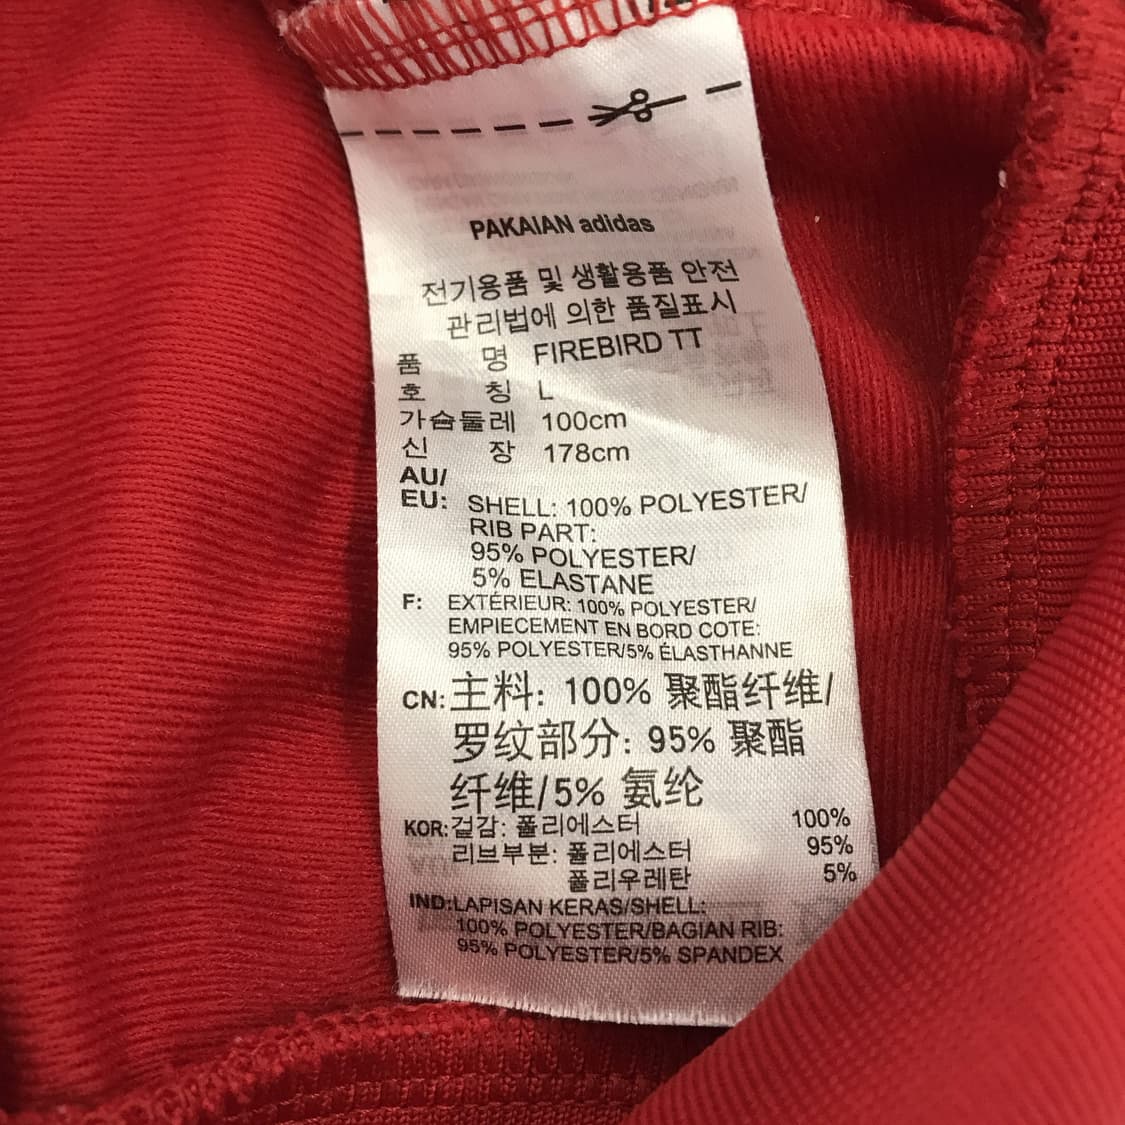 PAKAIAN adidas
전기용품 및 생활용품 안전
관리법에 의한 품질표시
품 명 FIREBIRD TT
호 칭 L
가슴둘레 100cm
신 장 178cm
AU/
EU: SHELL: 100% POLYESTER/
RIB PART:
95% POLYESTER/
5% ELASTANE
F: EXTÉRIEUR: 100% POLYESTER/
EMPIECEMENT EN BORD COTE:
95% POLYESTER/5% ÉLASTHANNE
CN: 主料: 100% 聚酯纤维/
罗纹部分: 95% 聚酯
纤维/5% 氨纶
KOR: 겉감: 폴리에스터 100%
리브부분: 폴리에스터 95%
폴리우레탄 5%
IND: LAPISAN KERAS/SHELL:
100% POLYESTER/BAGIAN RIB:
95% POLYESTER/5% SPANDEX